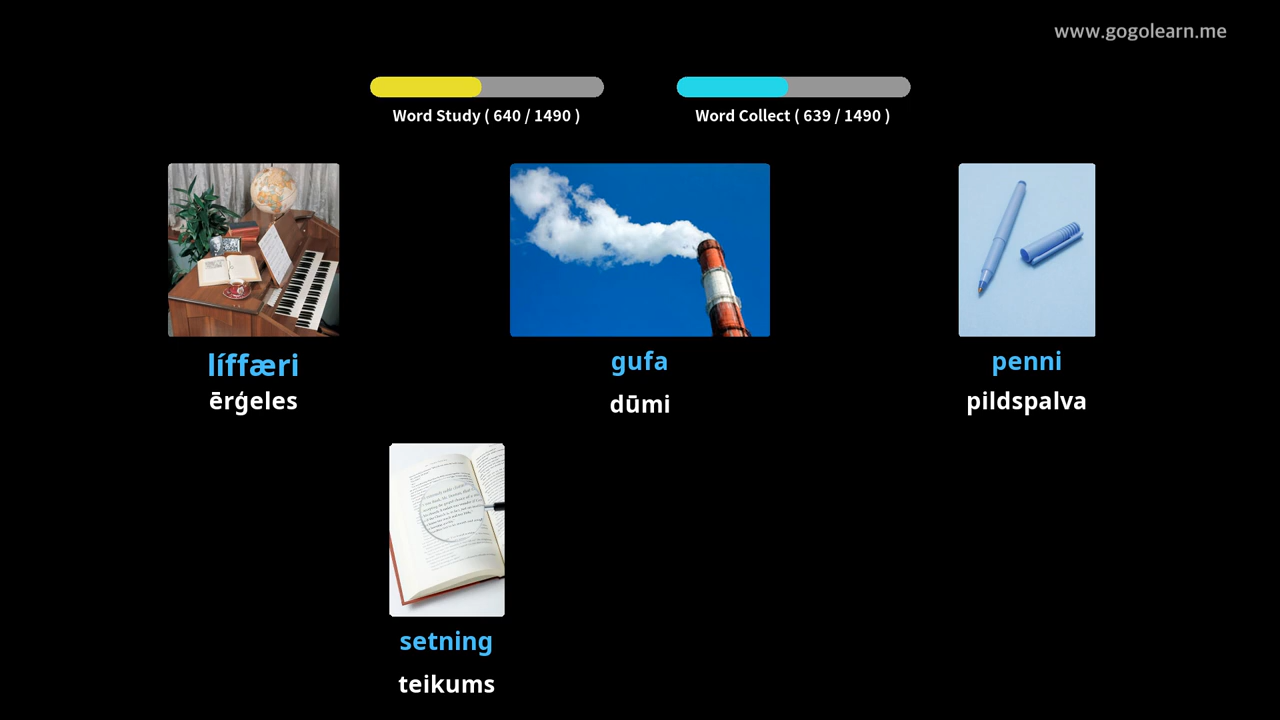 www.gogolearn.me
Word Study ( 640 / 1490 )
Word Collect ( 639 / 1490 )
líffæri
ērģeles
gufa
dūmi
penni
pildspalva
setning
teikums